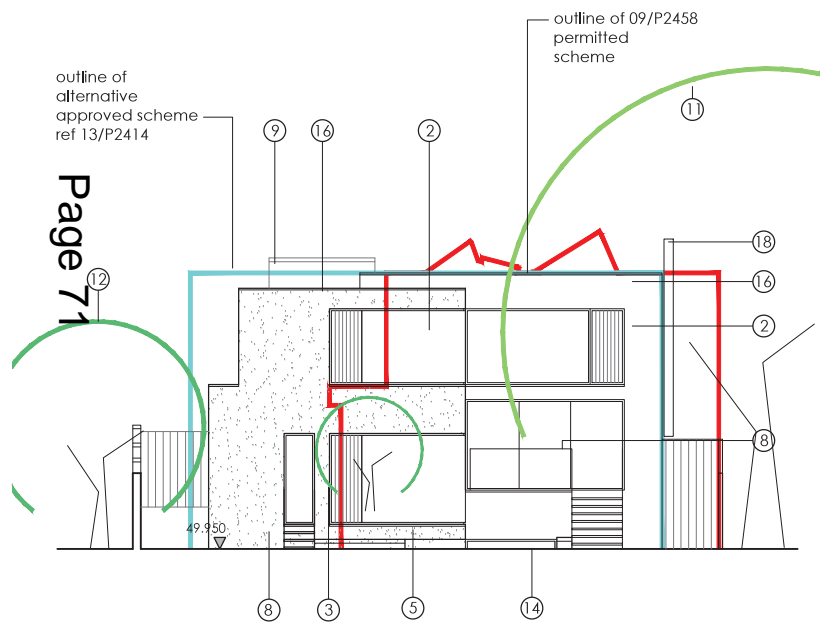 outline of 09/P2458
permitted
scheme
outline of
alternative
approved scheme
ref 13/P2414
11
9
16
2
Page 71
18
12
16
2
18
49.950
8
3
5
14